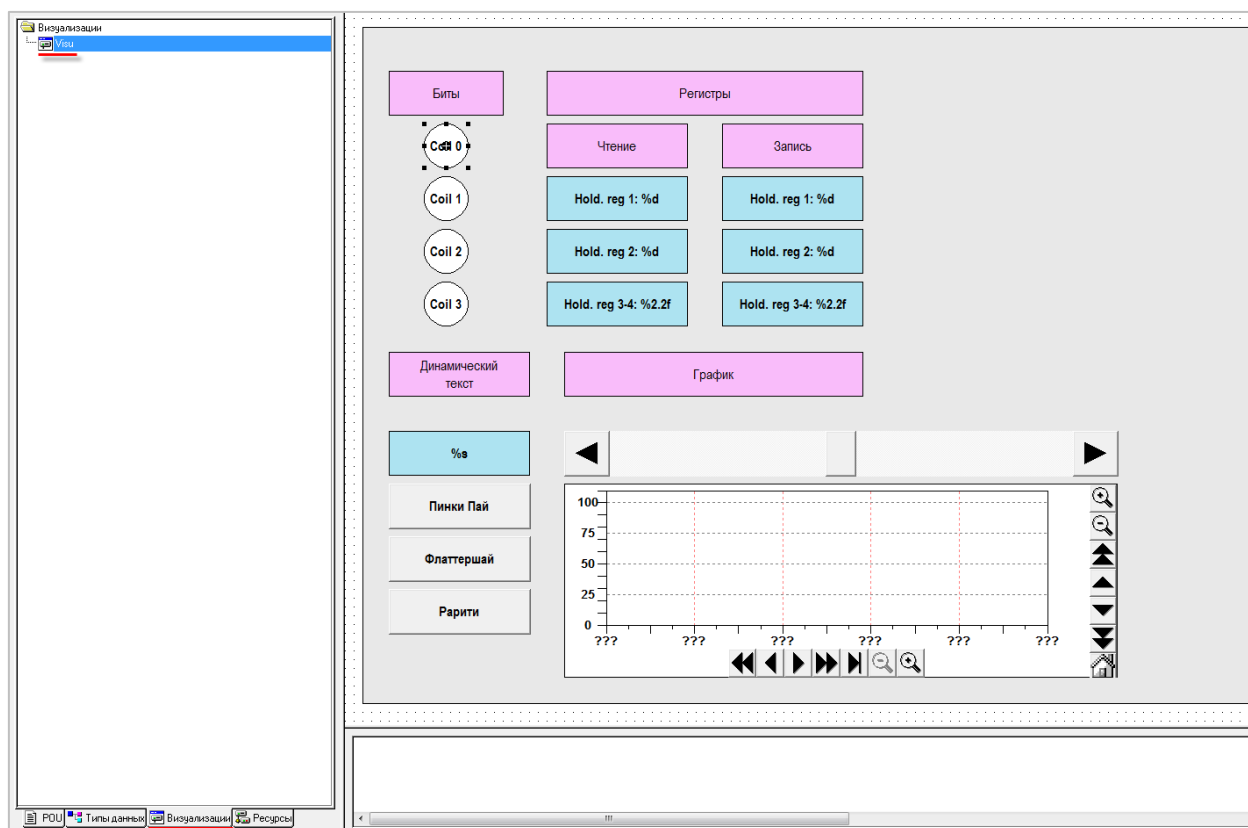 Визуализации
Visu
Биты
Регистры
Coil 0
Чтение
Запись
Coil 1
Hold. reg 1: %d
Hold. reg 1: %d
Coil 2
Hold. reg 2: %d
Hold. reg 2: %d
Coil 3
Hold. reg 3-4: %2.2f
Hold. reg 3-4: %2.2f
Динамический
текст
График
%s
Пинки Пай
Флаттершай
Рарити
100
75
50
25
0
??? ??? ??? ??? ??? ???
POU Типы данных Визуализации Ресурсы